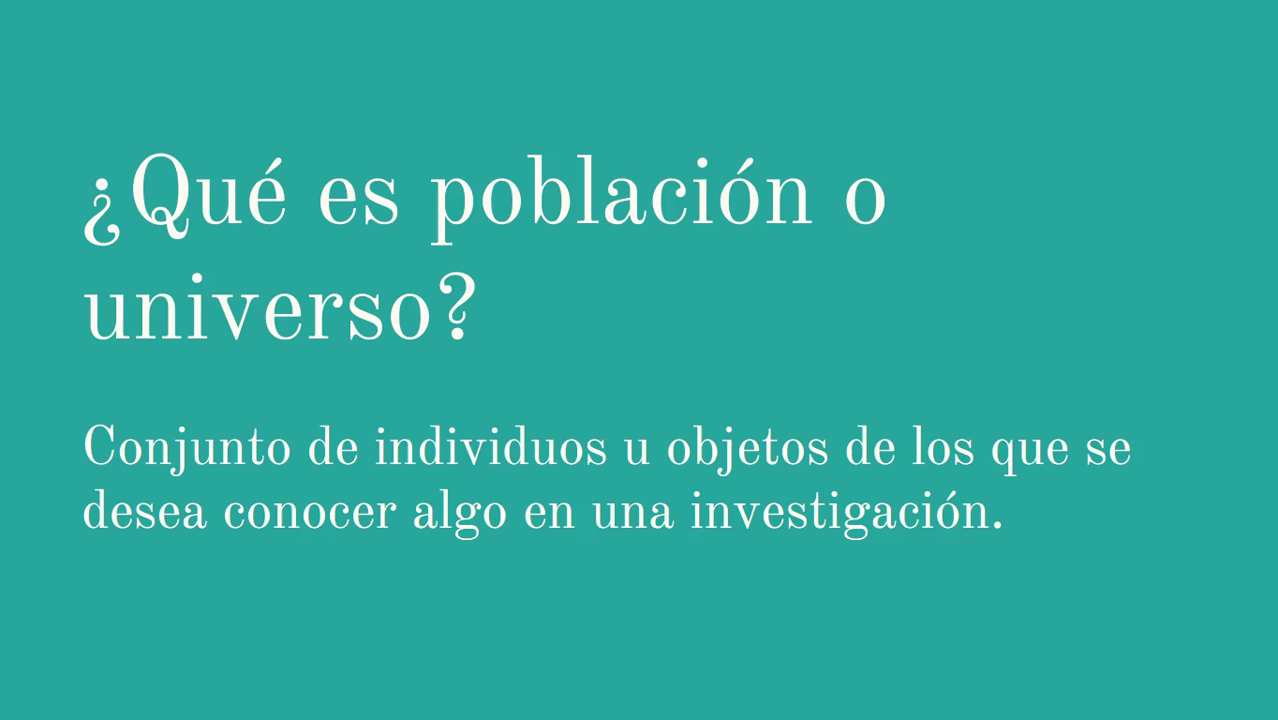 ¿Qué es población o
universo?
Conjunto de individuos u objetos de los que se
desea conocer algo en una investigación.